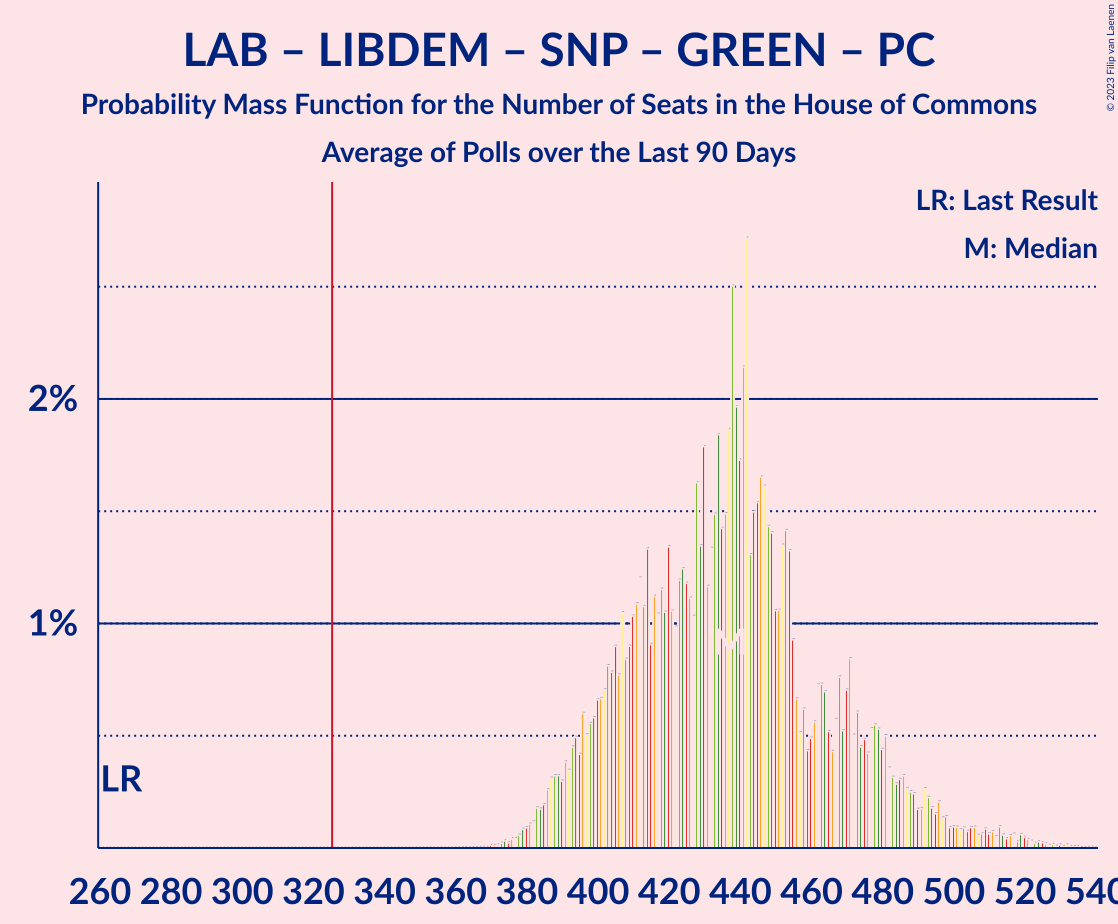 LAB – LIBDEM – SNP – GREEN – PC
Probability Mass Function for the Number of Seats in the House of Commons
Average of Polls over the Last 90 Days
© 2023 Filip van Laenen
LR: Last Result
M: Median
2%
1%
LR
M
260 280 300 320 340 360 380 400 420 440 460 480 500 520 540